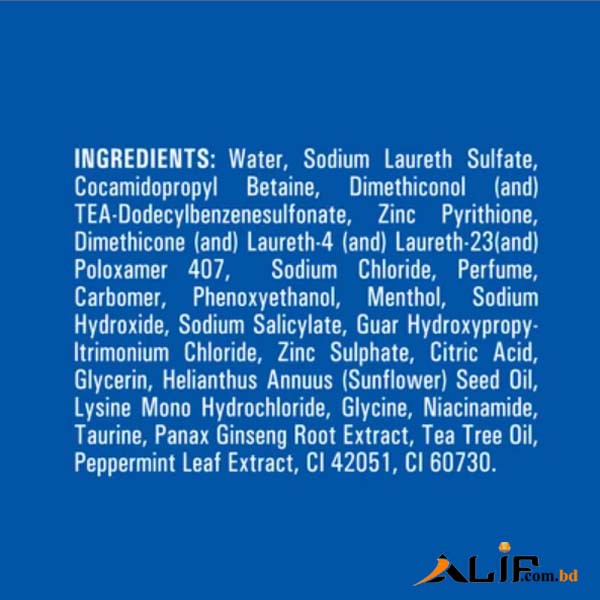 INGREDIENTS: Water, Sodium Laureth Sulfate,
Cocamidopropyl Betaine, Dimethiconol (and)
TEA-Dodecylbenzenesulfonate, Zinc Pyrithione,
Dimethicone (and) Laureth-4 (and) Laureth-23(and)
Poloxamer 407, Sodium Chloride, Perfume,
Carbomer, Phenoxyethanol, Menthol, Sodium
Hydroxide, Sodium Salicylate, Guar Hydroxypropy-
ltrimonium Chloride, Zinc Sulphate, Citric Acid,
Glycerin, Helianthus Annuus (Sunflower) Seed Oil,
Lysine Mono Hydrochloride, Glycine, Niacinamide,
Taurine, Panax Ginseng Root Extract, Tea Tree Oil,
Peppermint Leaf Extract, CI 42051, CI 60730.
ALIF.com.bd